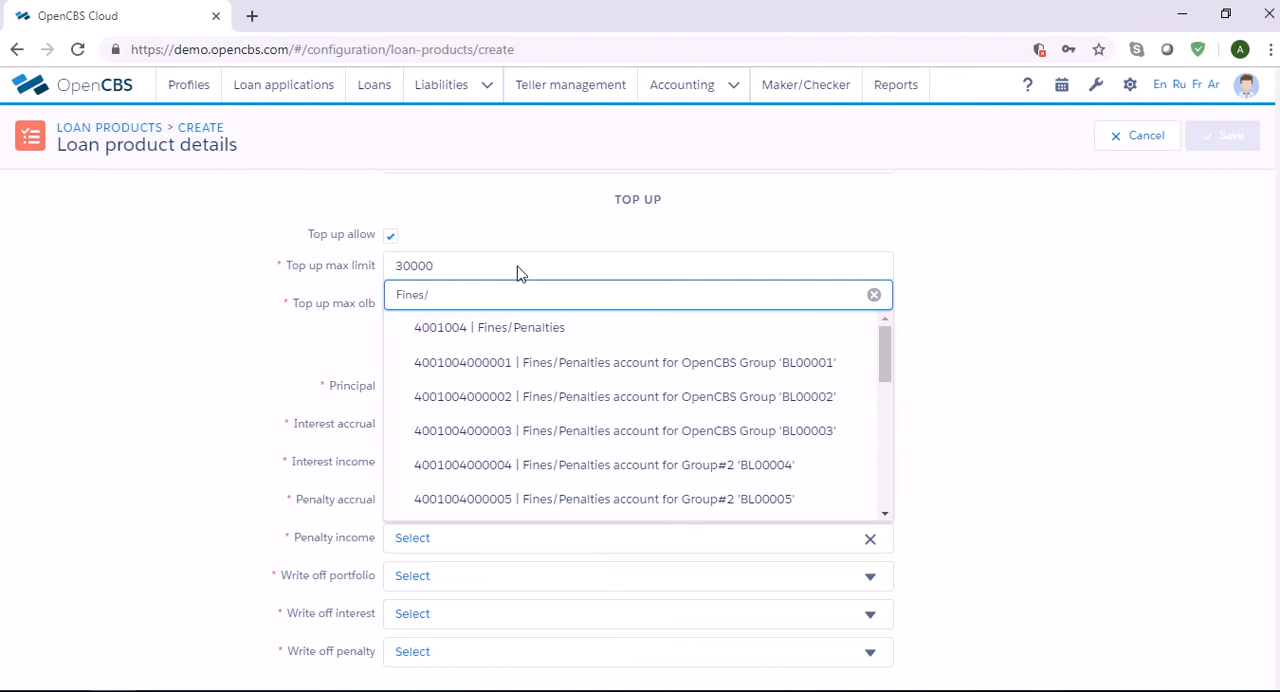 OpenCBS Cloud
https://demo.opencbs.com/#/configuration/loan-products/create
A
OpenCBS
Profiles
Loan applications
Loans
Liabilities
Teller management
Accounting
Maker/Checker
Reports
?
En Ru Fr Ar
LOAN PRODUCTS > CREATE
Loan product details
Cancel
Save
TOP UP
Top up allow
* Top up max limit
30000
* Top up max olb
Fines/
4001004 | Fines/Penalties
4001004000001 | Fines/Penalties account for OpenCBS Group 'BL00001'
4001004000002 | Fines/Penalties account for OpenCBS Group 'BL00002'
4001004000003 | Fines/Penalties account for OpenCBS Group 'BL00003'
4001004000004 | Fines/Penalties account for Group#2 'BL00004'
4001004000005 | Fines/Penalties account for Group#2 'BL00005'
* Principal
* Interest accrual
* Interest income
* Penalty accrual
* Penalty income
Select
* Write off portfolio
Select
* Write off interest
Select
* Write off penalty
Select